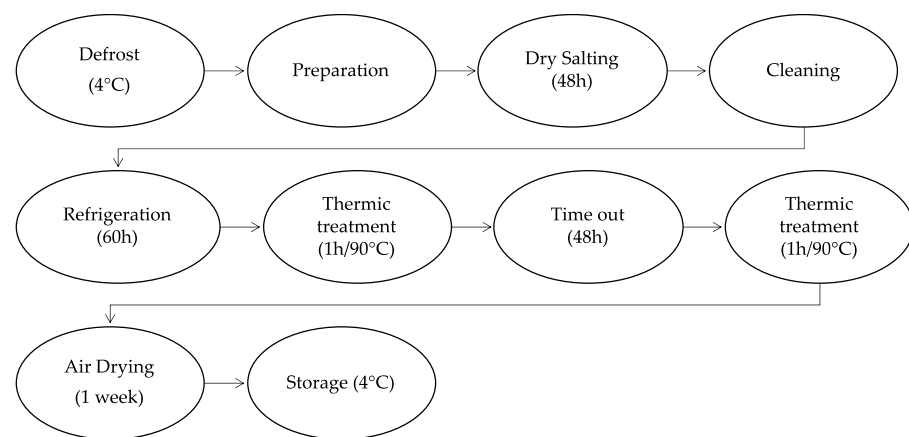 Defrost
(4°C)
Preparation
Dry Salting
(48h)
Cleaning
Refrigeration
(60h)
Thermic
treatment
(1h/90°C)
Time out
(48h)
Thermic
treatment
(1h/90°C)
Air Drying
(1 week)
Storage (4°C)